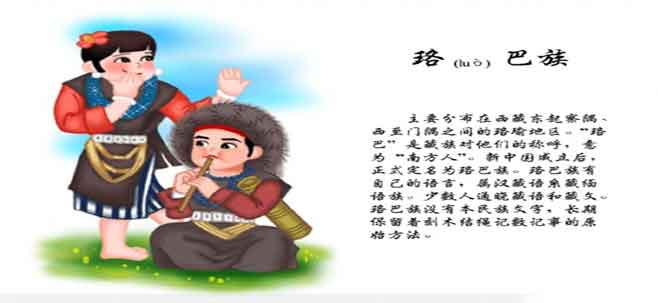 珞(luò)巴族
主要分布在西藏东起察隅、
西至门隅之间的珞瑜地区。“珞
巴”是藏族对他们的称呼，意
为“南方人”。新中国成立后，
正式定名为珞巴族。珞巴族有
自己的语言，属汉藏语系藏缅
语族。少数人通晓藏语和藏文。
珞巴族没有本民族文字，长期
保留着刻木结绳记数记事的原
始方法。